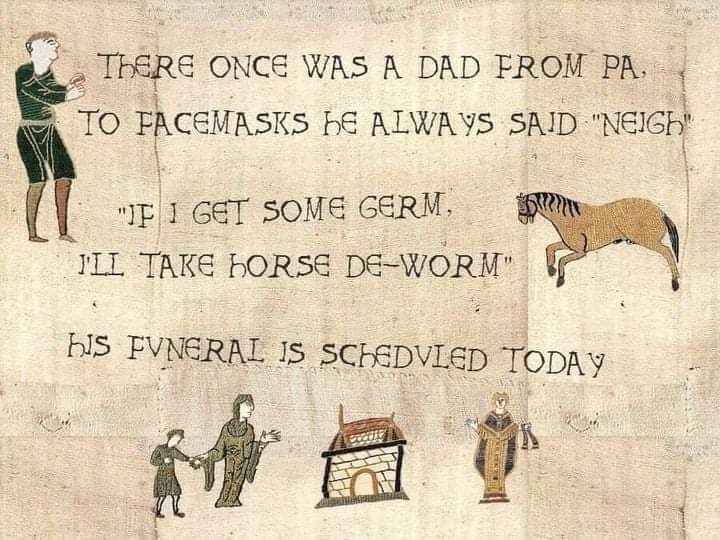 THERE ONCE WAS A DAD FROM PA,
TO FACEMASKS HE ALWAYS SAID "NEIGH"
"IF I GET SOME GERM,
I'LL TAKE HORSE DE-WORM"
HIS FVNERAL IS SCHEDVLED TODAY